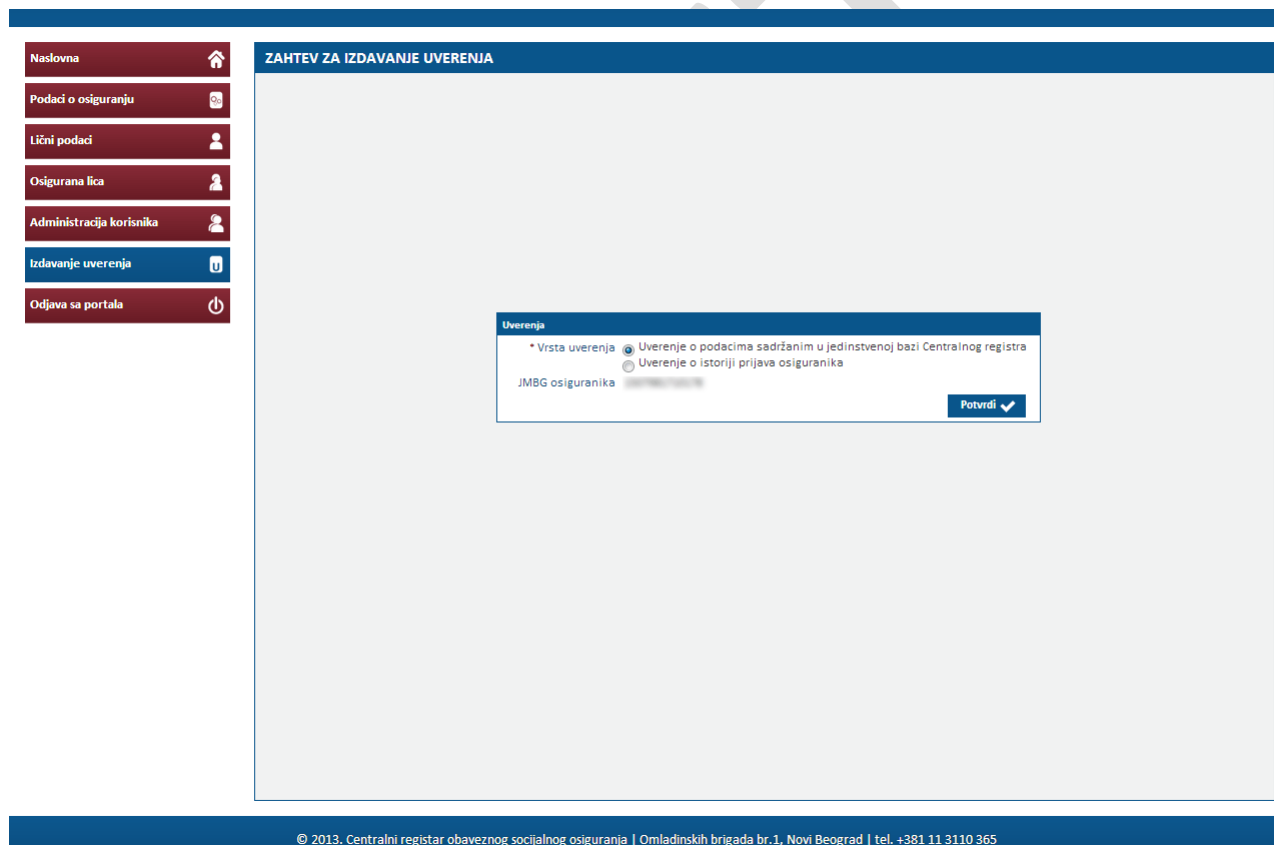 Naslovna
Podaci o osiguranju
Lični podaci
Osigurana lica
Administracija korisnika
Izdavanje uverenja
Odjava sa portala
ZAHTEV ZA IZDAVANJE UVERENJA
Uverenja
* Vrsta uverenja Uverenje o podacima sadržanim u jedinstvenoj bazi Centralnog registra
Uverenje o istoriji prijava osiguranika
JMBG osiguranika
Potvrdi
© 2013. Centralni registar obaveznog socijalnog osiguranja | Omladinskih brigada br.1, Novi Beograd | tel. +381 11 3110 365